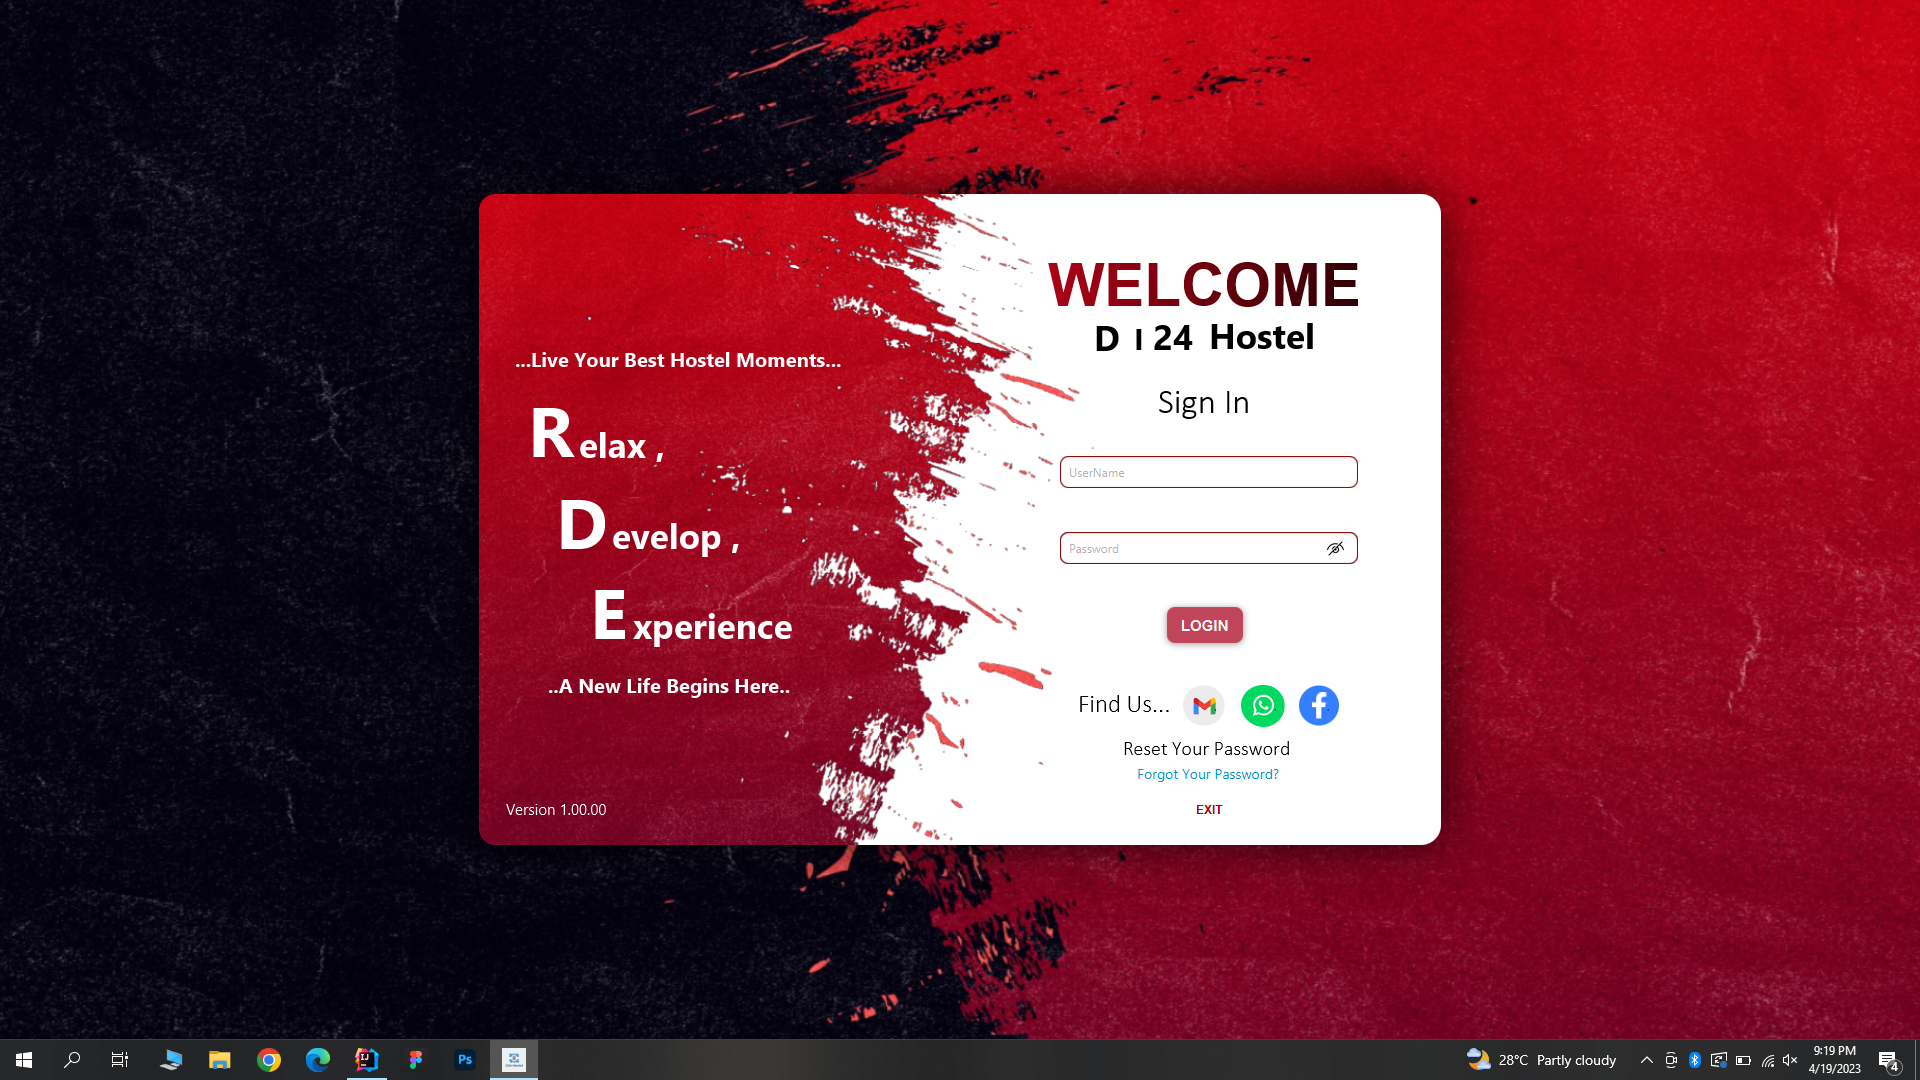 ...Live Your Best Hostel Moments...
Relax ,
Develop ,
Experience
..A New Life Begins Here..
Version 1.00.00
WELCOME
D I 24 Hostel
Sign In
UserName
Password
LOGIN
Find Us...
Reset Your Password
Forgot Your Password?
EXIT
IJ
Ps
28°C Partly cloudy
9:19 PM
4/19/2023
4